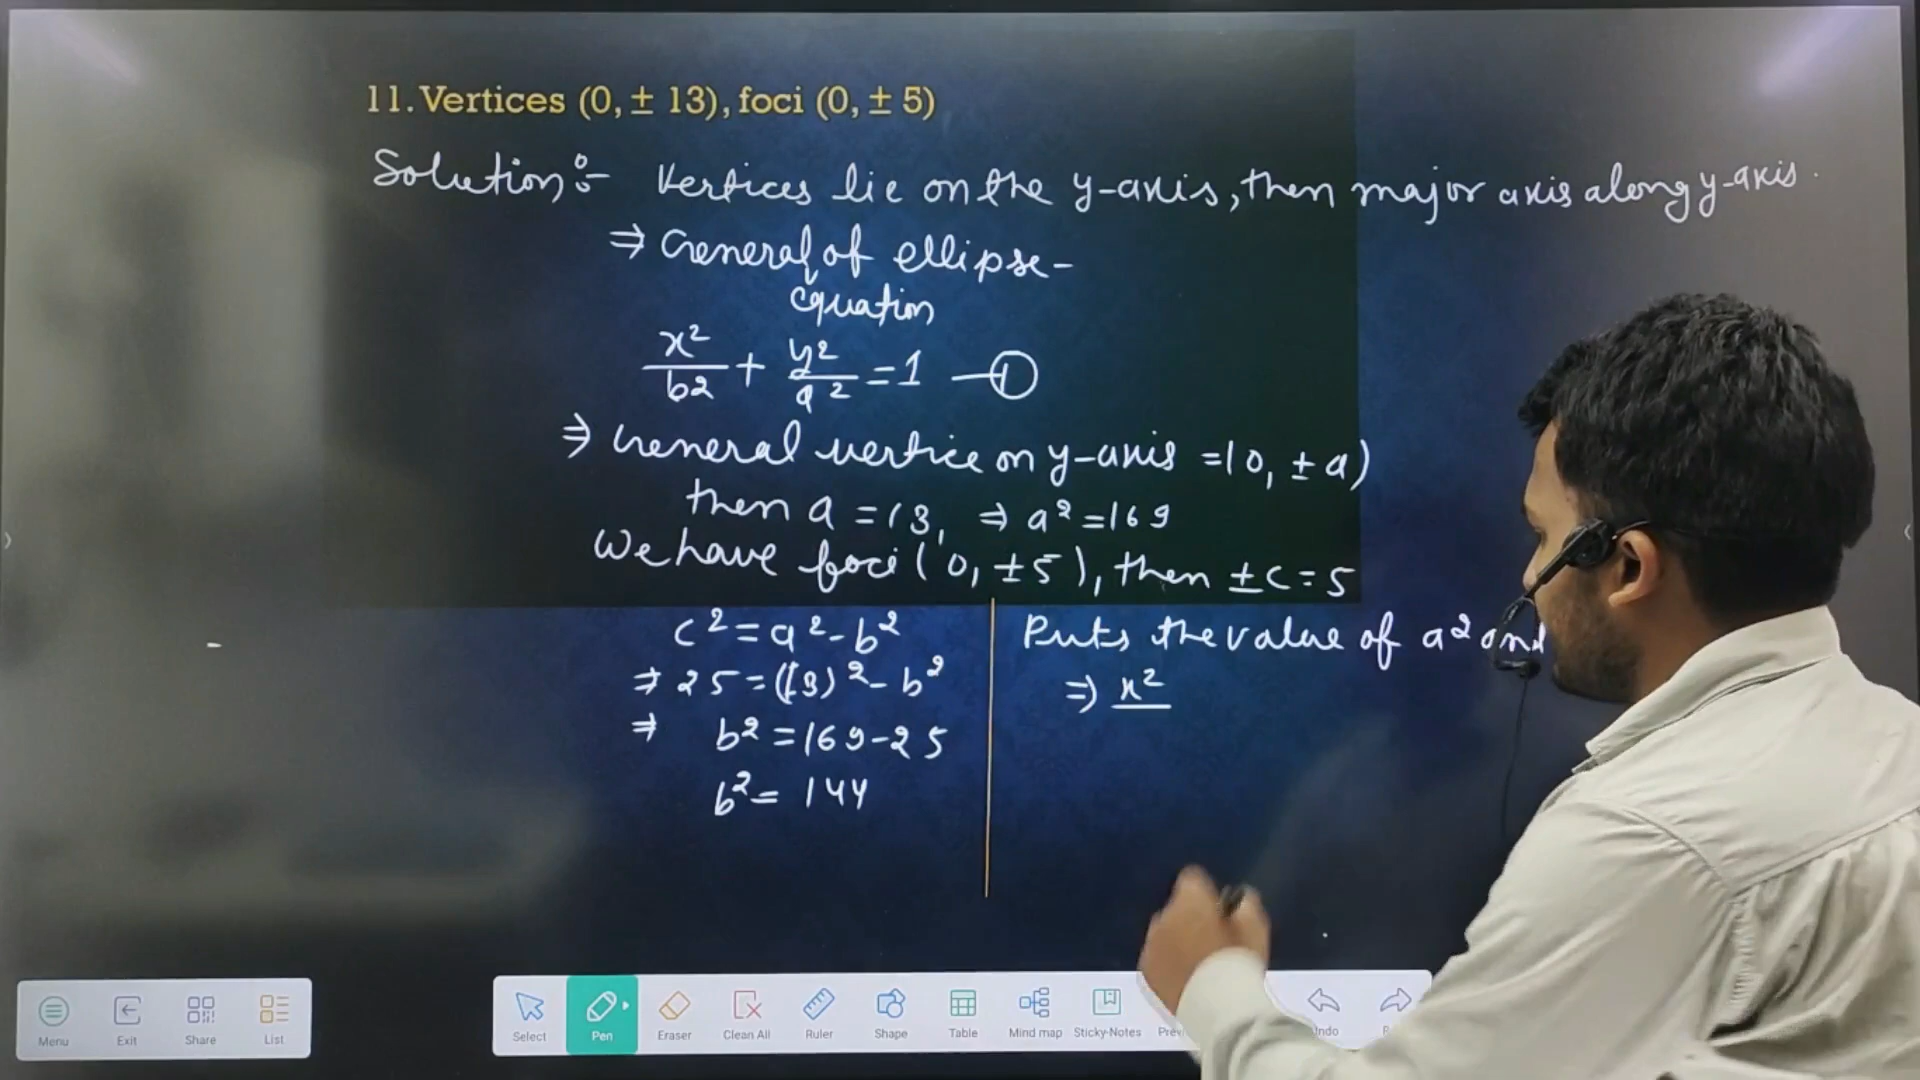 11. Vertices (0, ± 13), foci (0, ± 5)
Solution:- Vertices lie on the y-axis, then major axis along y-axis.
⇒ General of ellipse-
equation
x²/b² + y²/a² = 1 —①
⇒ General vertice on y-axis = (0, ± a)
then a = 13, ⇒ a² = 169
We have foci (0, ±5), then ±c = 5
c² = a² - b²
⇒ 25 = (13)² - b²
⇒ b² = 169 - 25
b² = 144
Puts the value of a² and
⇒ x²
Menu Exit Share List
Select Pen Eraser Clean All Ruler Shape Table Mind map Sticky-Notes